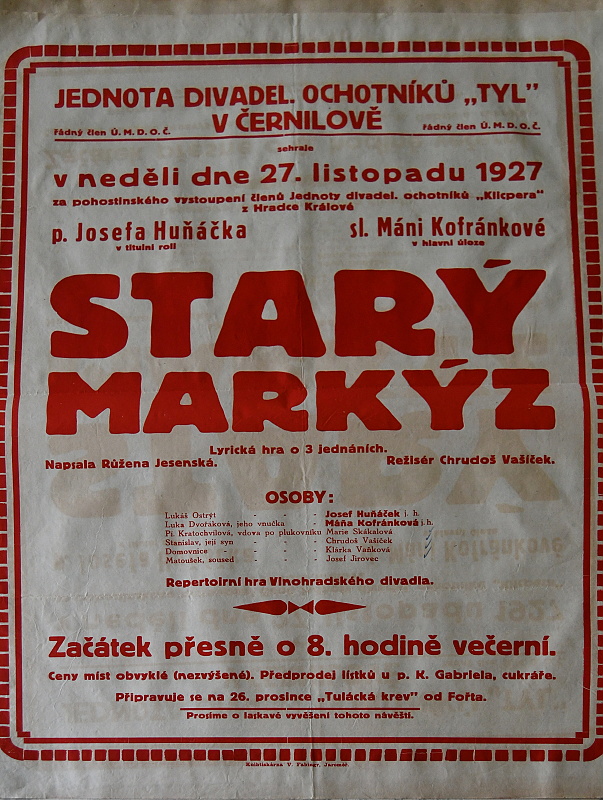 JEDNOTA DIVADEL. OCHOTNÍKŮ „TYL”
V ČERNILOVĚ
řádný člen Ú. M. D. O. Č. řádný člen Ú. M. D. O. Č.
sehraje
v neděli dne 27. listopadu 1927
za pohostinského vystoupení členů Jednoty divadel. ochotníků „Klicpera”
z Hradce Králové
p. Josefa Huňáčka sl. Máni Kofránkové
v titulní roli v hlavní úloze
STARÝ
MARKÝZ
Lyrická hra o 3 jednáních.
Napsala Růžena Jesenská. Režisér Chrudoš Vašíček.
OSOBY:
Lukáš Ostrýt - - - Josef Huňáček j. h.
Luka Dvořáková, jeho vnučka - - Máňa Kofránková j. h.
Pí. Kratochvílová, vdova po plukovníku Marie Skákalová
Stanislav, její syn - - - Chrudoš Vašíček
Domovnice - - - Klárka Vaňková
Matoušek, soused - - - Josef Jirovec
Repertoirní hra Vinohradského divadla.
Začátek přesně o 8. hodině večerní.
Ceny míst obvyklé (nezvýšené). Předprodej lístků u p. K. Gabriela, cukráře.
Připravuje se na 26. prosince „Tulácká krev” od Fořta.
Prosíme o laskavé vyvěšení tohoto návěští.
Knihtiskárna V. Fabingr, Jaroměř.